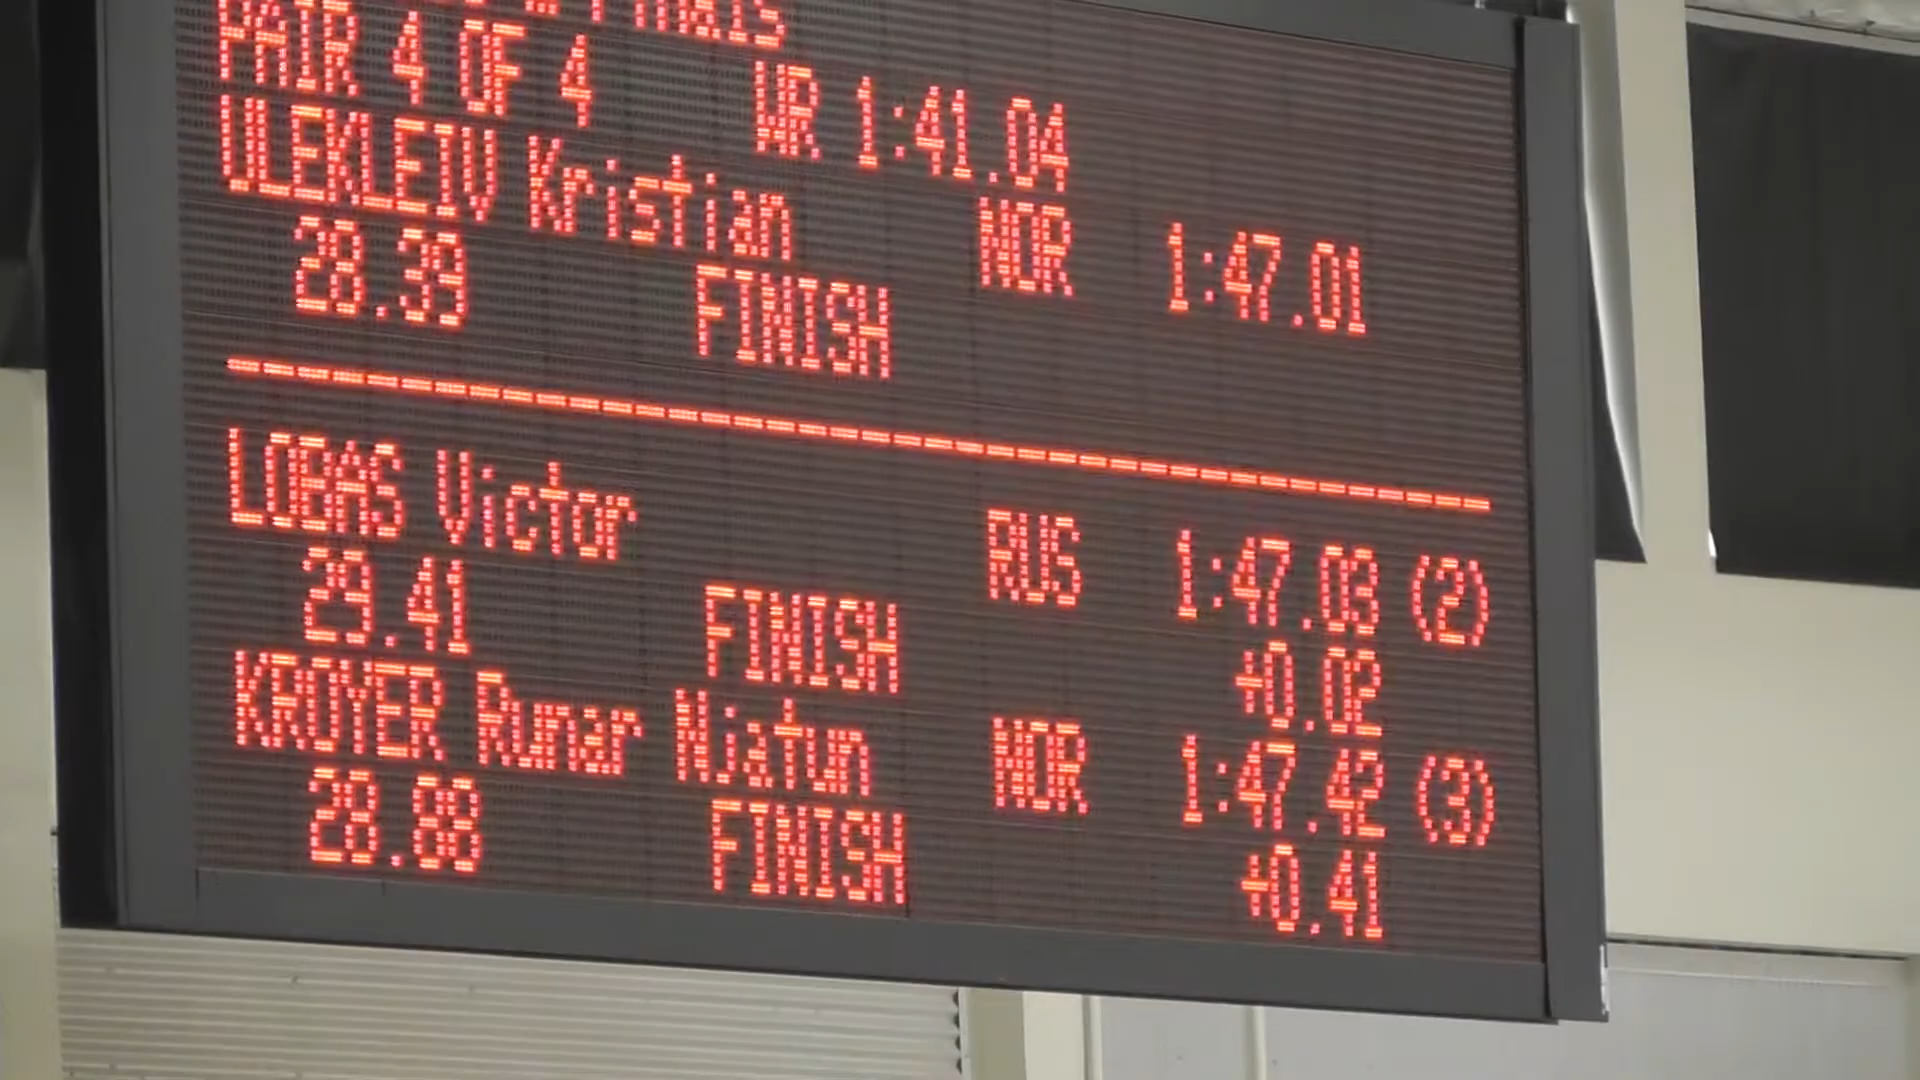 PAIR 4 OF 4 WR 1:41.04
ULEKLEIV Kristian NOR 1:47.01
28.39 FINISH
LOBAS Victor RUS 1:47.03 (2)
29.41 FINISH +0.02
KROYER Runar Njatun NOR 1:47.42 (3)
28.88 FINISH +0.41